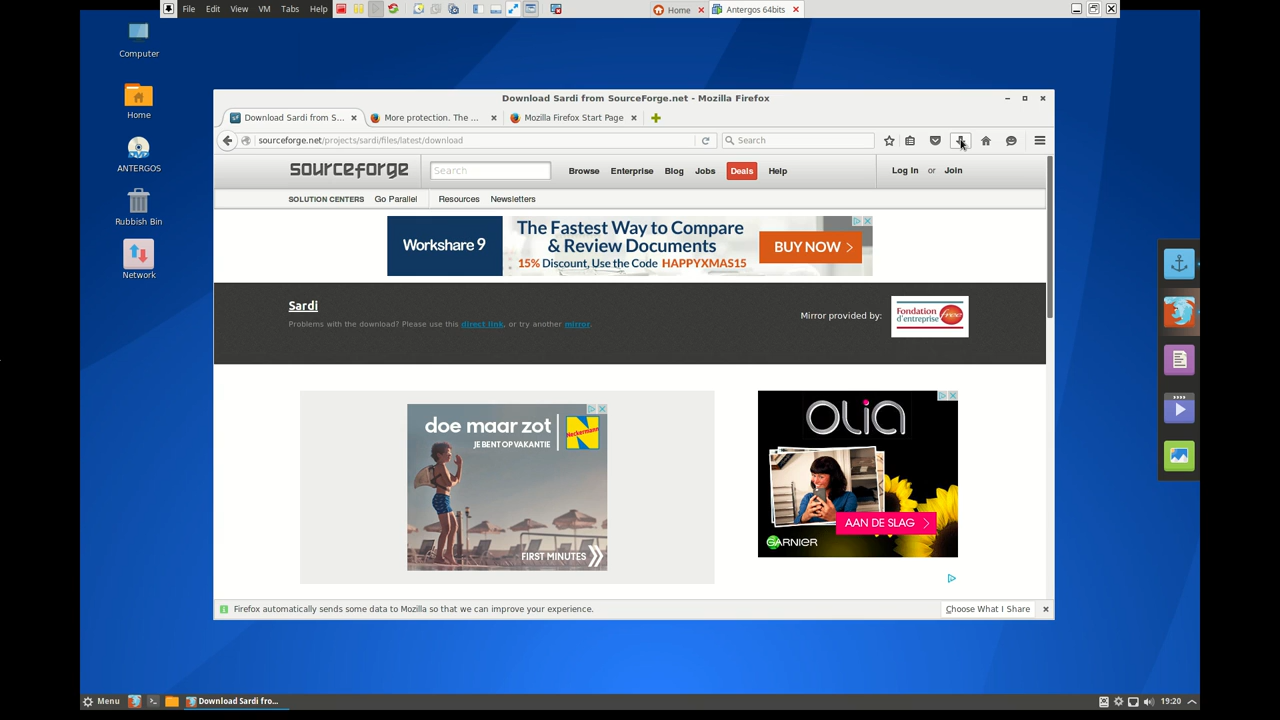 File Edit View VM Tabs Help
Home
Antergos 64bits
Computer
Home
ANTERGOS
Rubbish Bin
Network
Download Sardi from SourceForge.net - Mozilla Firefox
Download Sardi from S...
More protection. The ...
Mozilla Firefox Start Page
sourceforge.net/projects/sardi/files/latest/download
Search
sourceforge
Search
Browse Enterprise Blog Jobs Deals Help
Log In or Join
SOLUTION CENTERS Go Parallel Resources Newsletters
Workshare 9
The Fastest Way to Compare
& Review Documents
15% Discount, Use the Code HAPPYXMAS15
BUY NOW >
Sardi
Problems with the download? Please use this direct link, or try another mirror.
Mirror provided by:
Fondation
d'entreprise free
doe maar zot
JE BENT OP VAKANTIE
Neckermann
FIRST MINUTES
OLIA
AAN DE SLAG >
GARNIER
Firefox automatically sends some data to Mozilla so that we can improve your experience.
Choose What I Share
Menu
Download Sardi fro...
19:20